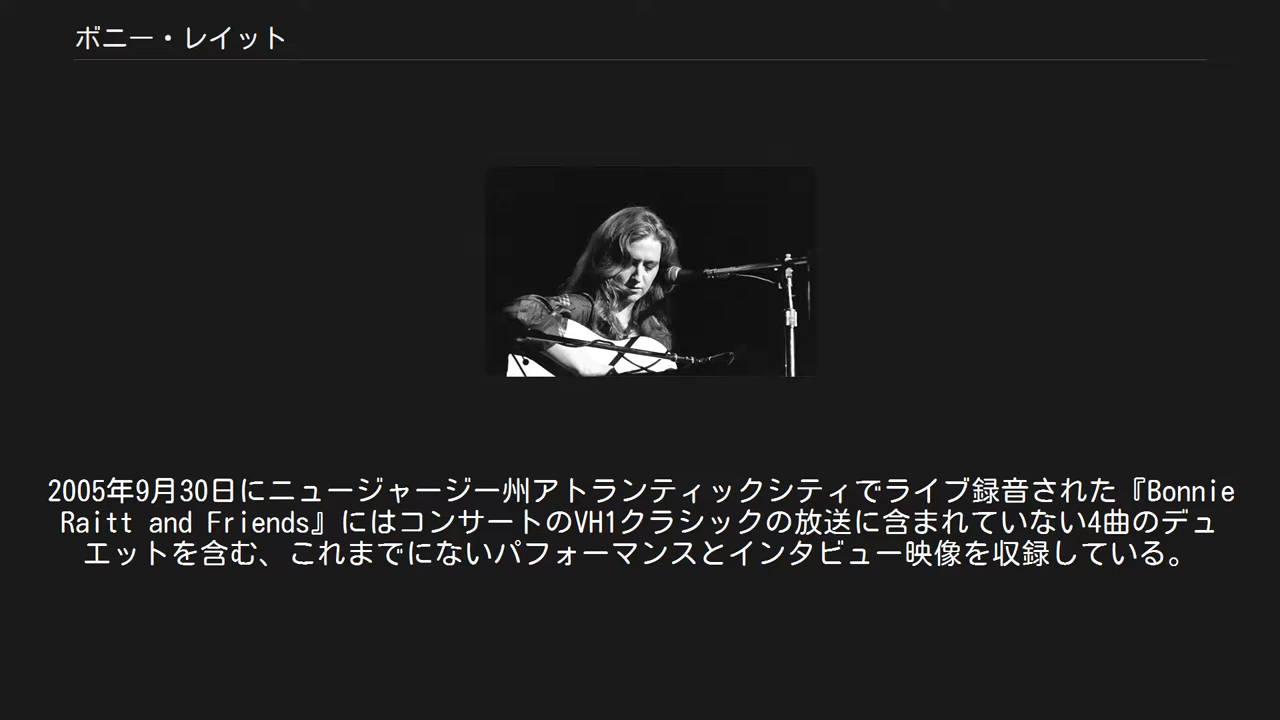 ボニー・レイット
2005年9月30日にニュージャージー州アトランティックシティでライブ録音された『Bonnie
Raitt and Friends』にはコンサートのVH1クラシックの放送に含まれていない4曲のデュ
エットを含む、これまでにないパフォーマンスとインタビュー映像を収録している。